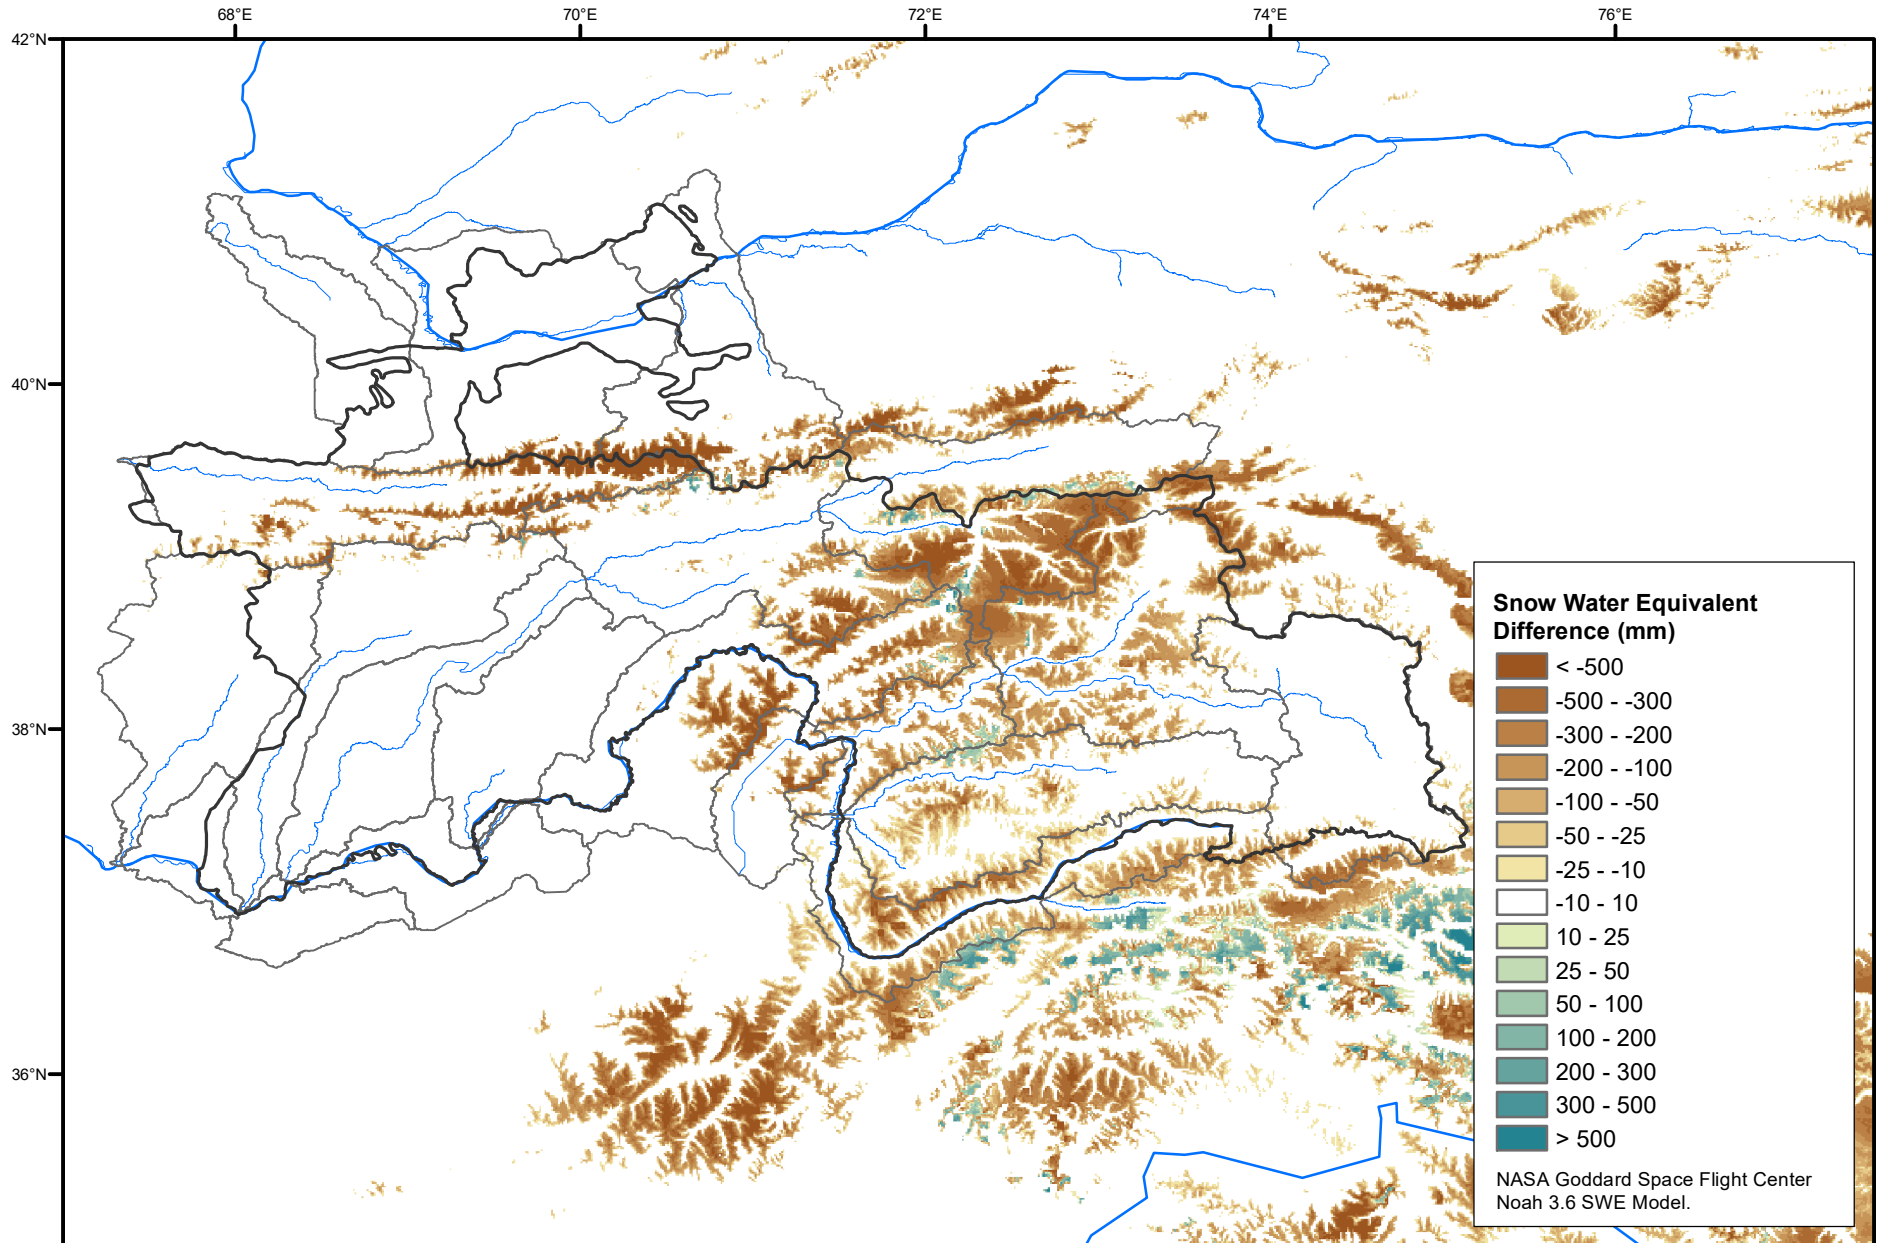 68°E 70°E 72°E 74°E 76°E
42°N
40°N
38°N
36°N
Snow Water Equivalent
Difference (mm)
< -500
-500 - -300
-300 - -200
-200 - -100
-100 - -50
-50 - -25
-25 - -10
-10 - 10
10 - 25
25 - 50
50 - 100
100 - 200
200 - 300
300 - 500
> 500
NASA Goddard Space Flight Center
Noah 3.6 SWE Model.